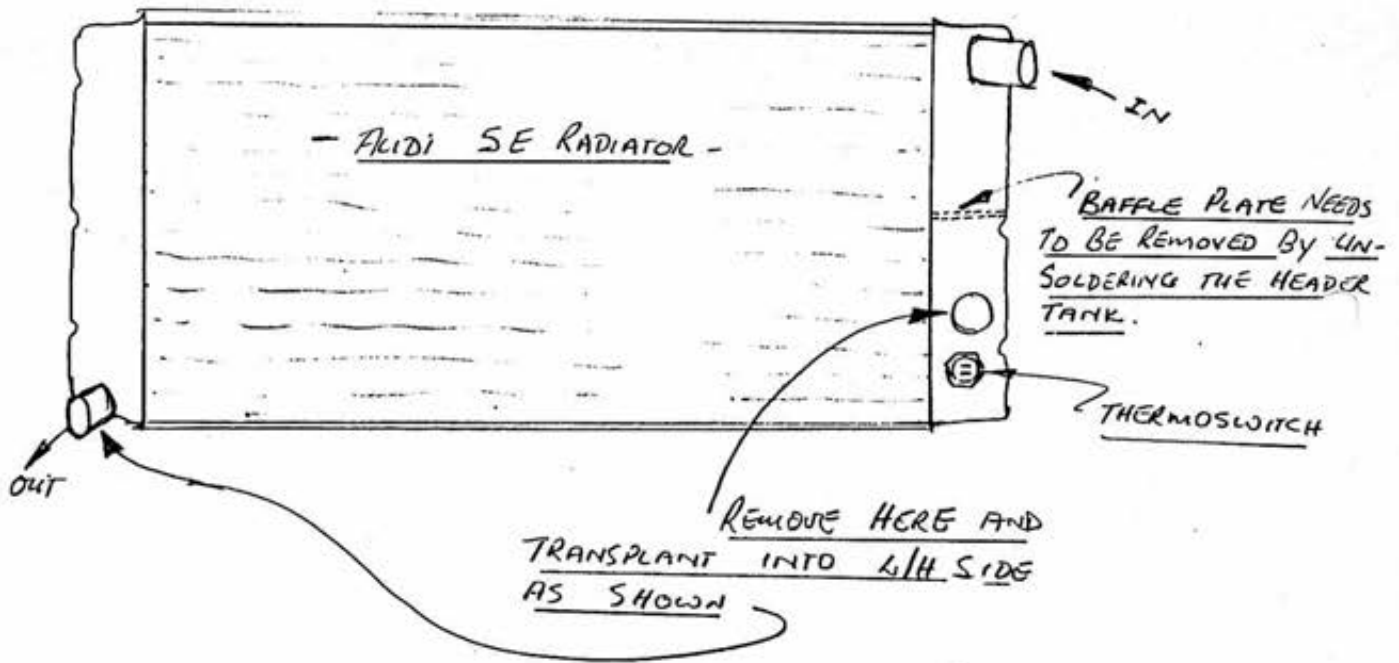 - AUDI 5E RADIATOR -
IN
BAFFLE PLATE NEEDS
TO BE REMOVED BY UN-
SOLDERING THE HEADER
TANK.
THERMOSWITCH
OUT
REMOVE HERE AND
TRANSPLANT INTO L/H SIDE
AS SHOWN